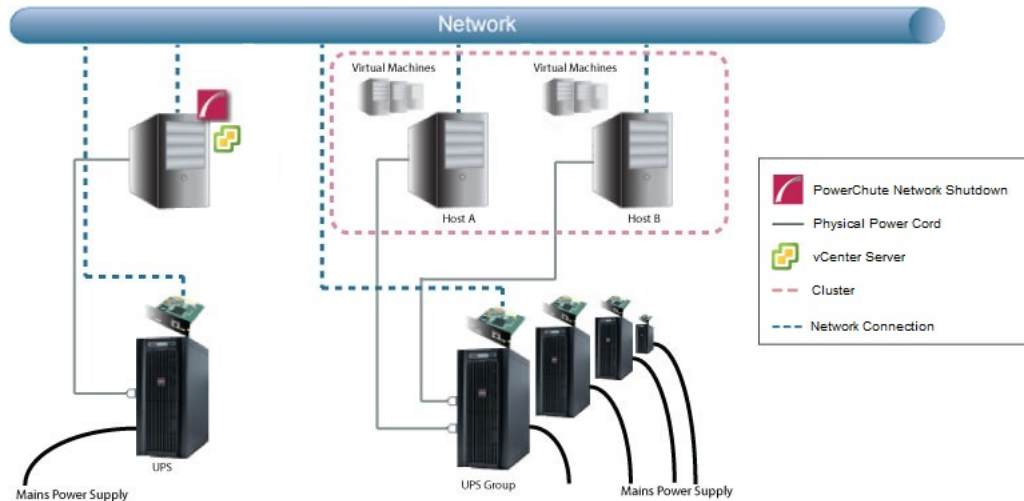 Network
Virtual Machines
Virtual Machines
Host A
Host B
PowerChute Network Shutdown
Physical Power Cord
vCenter Server
Cluster
Network Connection
UPS
UPS Group
Mains Power Supply
Mains Power Supply